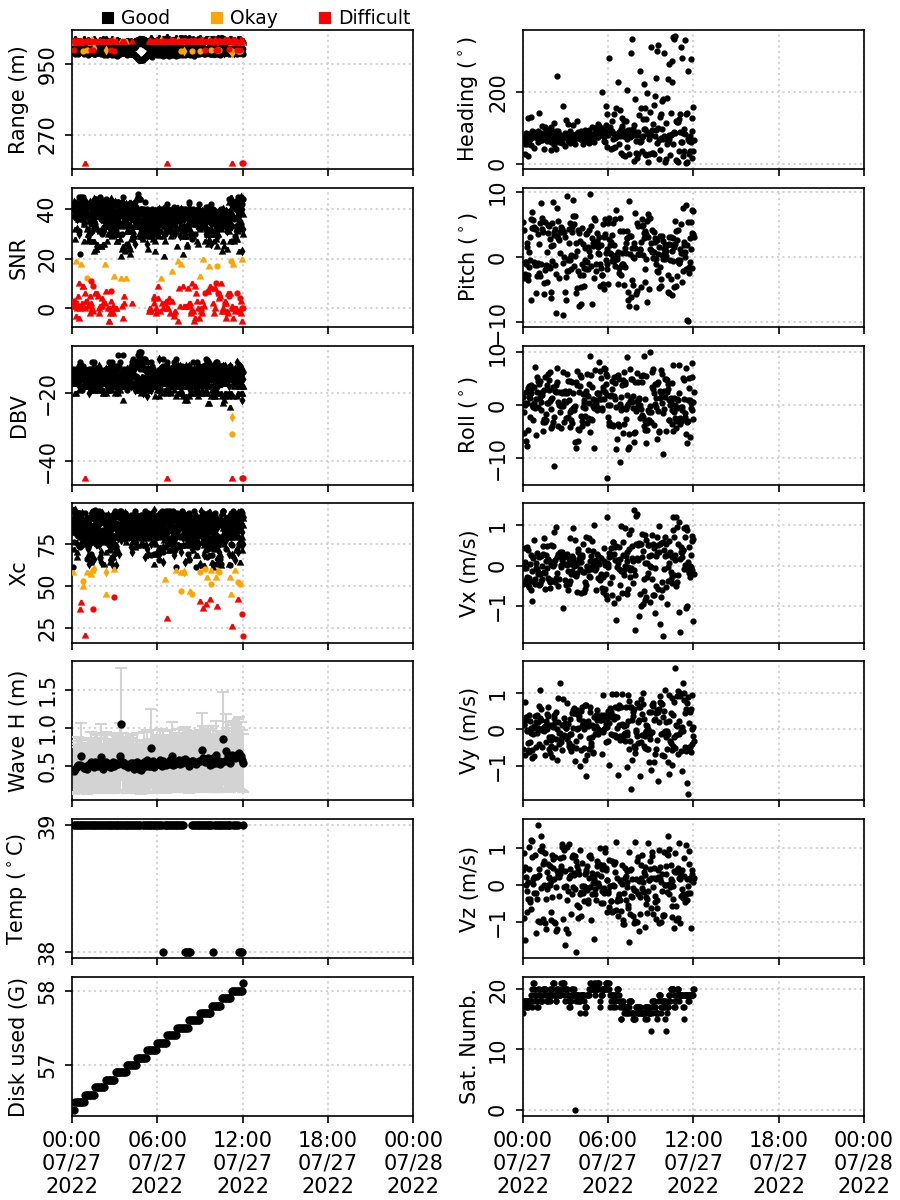 Good Okay Difficult
Range (m)
950
270
Heading (°)
200
0
SNR
40
20
0
Pitch (°)
10
0
−10
DBV
−20
−40
Roll (°)
10
0
−10
Xc
75
50
25
Vx (m/s)
1
0
−1
Wave H (m)
1.5
1.0
0.5
Vy (m/s)
1
0
−1
Temp (°C)
39
38
Vz (m/s)
1
0
−1
Disk used (G)
58
57
Sat. Numb.
20
10
0
00:00 06:00 12:00 18:00 00:00
07/27 07/27 07/27 07/27 07/28
2022 2022 2022 2022 2022
00:00 06:00 12:00 18:00 00:00
07/27 07/27 07/27 07/27 07/28
2022 2022 2022 2022 2022